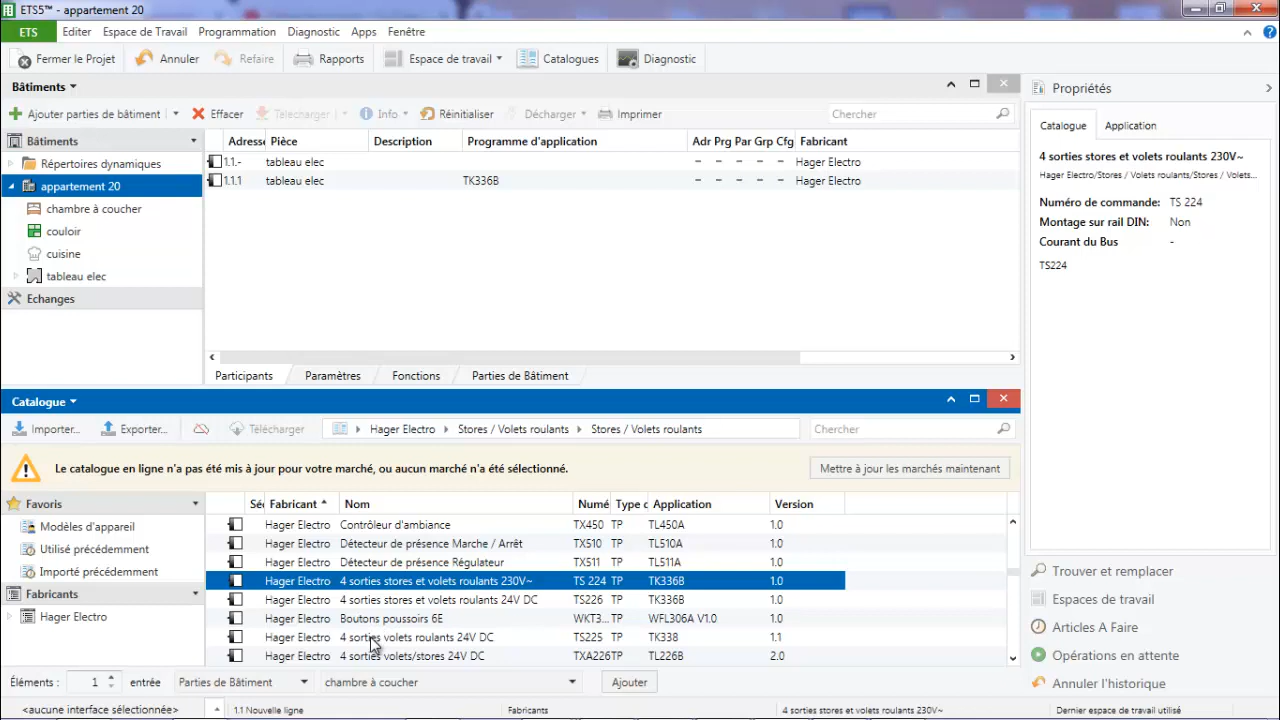 ETS5™ - appartement 20
ETS Editer Espace de Travail Programmation Diagnostic Apps Fenêtre
Fermer le Projet Annuler Refaire Rapports Espace de travail Catalogues Diagnostic
Bâtiments
Ajouter parties de bâtiment Effacer Télécharger Info Réinitialiser Décharger Imprimer Chercher
Bâtiments
Répertoires dynamiques
appartement 20
chambre à coucher
couloir
cuisine
tableau elec
Echanges
Adresse Pièce Description Programme d'application Adr Prg Par Grp Cfg Fabricant
1.1.- tableau elec – – – – – Hager Electro
1.1.1 tableau elec TK336B – – – – – Hager Electro
Participants Paramètres Fonctions Parties de Bâtiment
Propriétés
Catalogue Application
4 sorties stores et volets roulants 230V~
Hager Electro/Stores / Volets roulants/Stores / Volets...
Numéro de commande: TS 224
Montage sur rail DIN: Non
Courant du Bus -
TS224
Catalogue
Importer... Exporter... Télécharger Hager Electro Stores / Volets roulants Stores / Volets roulants Chercher
Le catalogue en ligne n'a pas été mis à jour pour votre marché, ou aucun marché n'a été sélectionné. Mettre à jour les marchés maintenant
Favoris
Modèles d'appareil
Utilisé précédemment
Importé précédemment
Fabricants
Hager Electro
Séc Fabricant Nom Numé Type c Application Version
Hager Electro Contrôleur d'ambiance TX450 TP TL450A 1.0
Hager Electro Détecteur de présence Marche / Arrêt TX510 TP TL510A 1.0
Hager Electro Détecteur de présence Régulateur TX511 TP TL511A 1.0
Hager Electro 4 sorties stores et volets roulants 230V~ TS 224 TP TK336B 1.0
Hager Electro 4 sorties stores et volets roulants 24V DC TS226 TP TK336B 1.0
Hager Electro Boutons poussoirs 6E WKT3... TP WFL306A V1.0 1.0
Hager Electro 4 sorties volets roulants 24V DC TS225 TP TK338 1.1
Hager Electro 4 sorties volets/stores 24V DC TXA226 TP TL226B 2.0
Éléments : 1 entrée Parties de Bâtiment chambre à coucher Ajouter
Trouver et remplacer
Espaces de travail
Articles A Faire
Opérations en attente
Annuler l'historique
<aucune interface sélectionnée> 1.1 Nouvelle ligne Fabricants 4 sorties stores et volets roulants 230V~ Dernier espace de travail utilisé